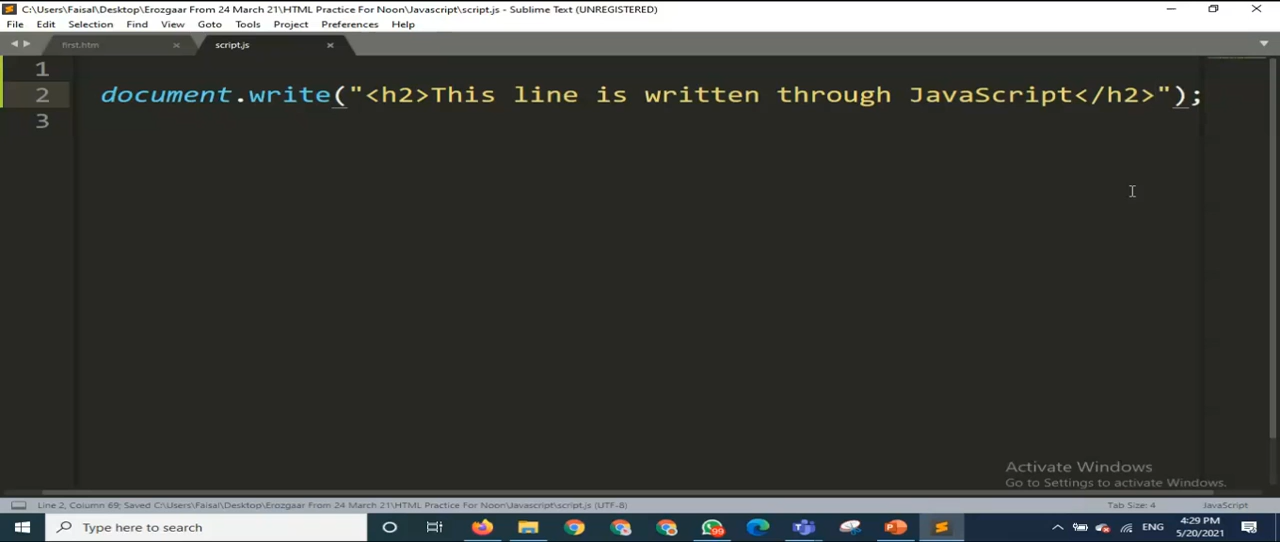 C:\Users\Faisal\Desktop\Erozgaar From 24 March 21\HTML Practice For Noon\Javascript\script.js - Sublime Text (UNREGISTERED)
File Edit Selection Find View Goto Tools Project Preferences Help
first.htm script.js
1
2 document.write("<h2>This line is written through JavaScript</h2>");
3
Activate Windows
Go to Settings to activate Windows.
Line 2, Column 69; Saved C:\Users\Faisal\Desktop\Erozgaar From 24 March 21\HTML Practice For Noon\Javascript\script.js (UTF-8) Tab Size: 4 JavaScript
Type here to search 99 ENG 4:29 PM
5/20/2021